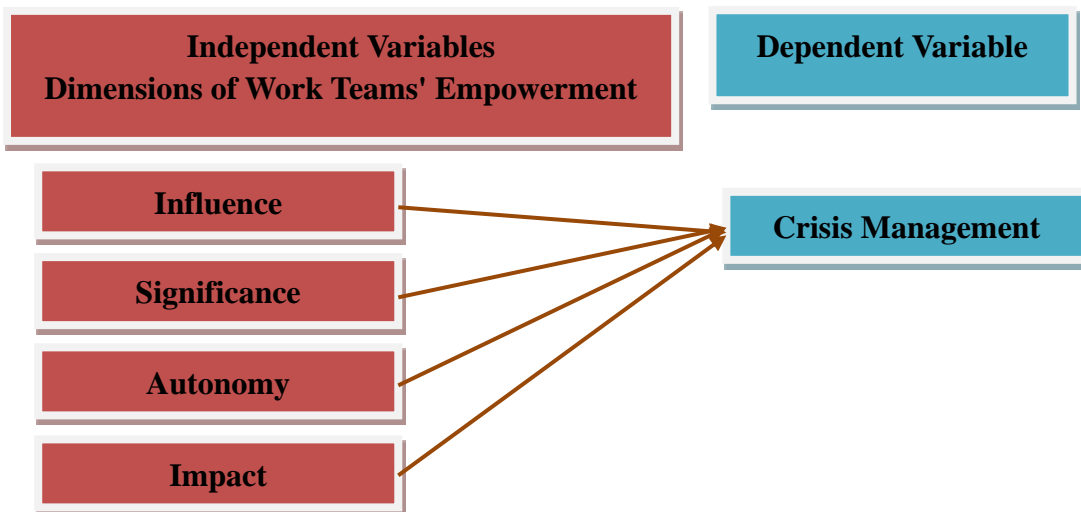 Independent Variables
Dimensions of Work Teams' Empowerment
Dependent Variable
Influence
Crisis Management
Significance
Autonomy
Impact